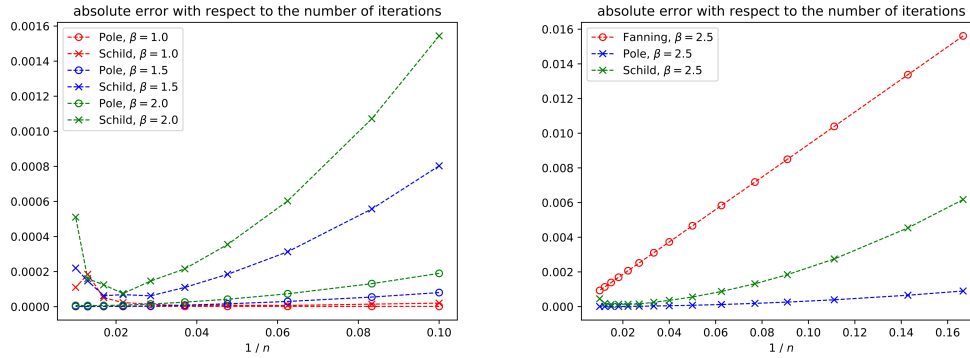 absolute error with respect to the number of iterations
0.0016
0.0014
0.0012
0.0010
0.0008
0.0006
0.0004
0.0002
0.0000
Pole, β = 1.0
Schild, β = 1.0
Pole, β = 1.5
Schild, β = 1.5
Pole, β = 2.0
Schild, β = 2.0
0.02 0.04 0.06 0.08 0.10
1 / n
absolute error with respect to the number of iterations
0.016
0.014
0.012
0.010
0.008
0.006
0.004
0.002
0.000
Fanning, β = 2.5
Pole, β = 2.5
Schild, β = 2.5
0.02 0.04 0.06 0.08 0.10 0.12 0.14 0.16
1 / n